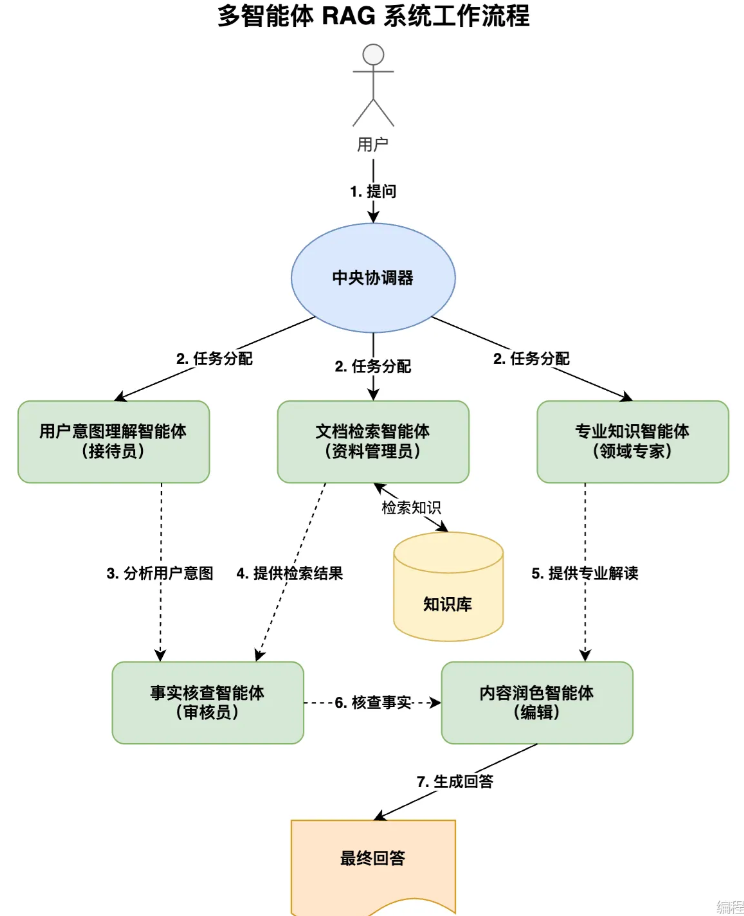 多智能体 RAG 系统工作流程
用户
1. 提问
中央协调器
2. 任务分配
2. 任务分配
2. 任务分配
用户意图理解智能体
（接待员）
文档检索智能体
（资料管理员）
专业知识智能体
（领域专家）
检索知识
知识库
3. 分析用户意图
4. 提供检索结果
5. 提供专业解读
事实核查智能体
（审核员）
6. 核查事实
内容润色智能体
（编辑）
7. 生成回答
最终回答
编程